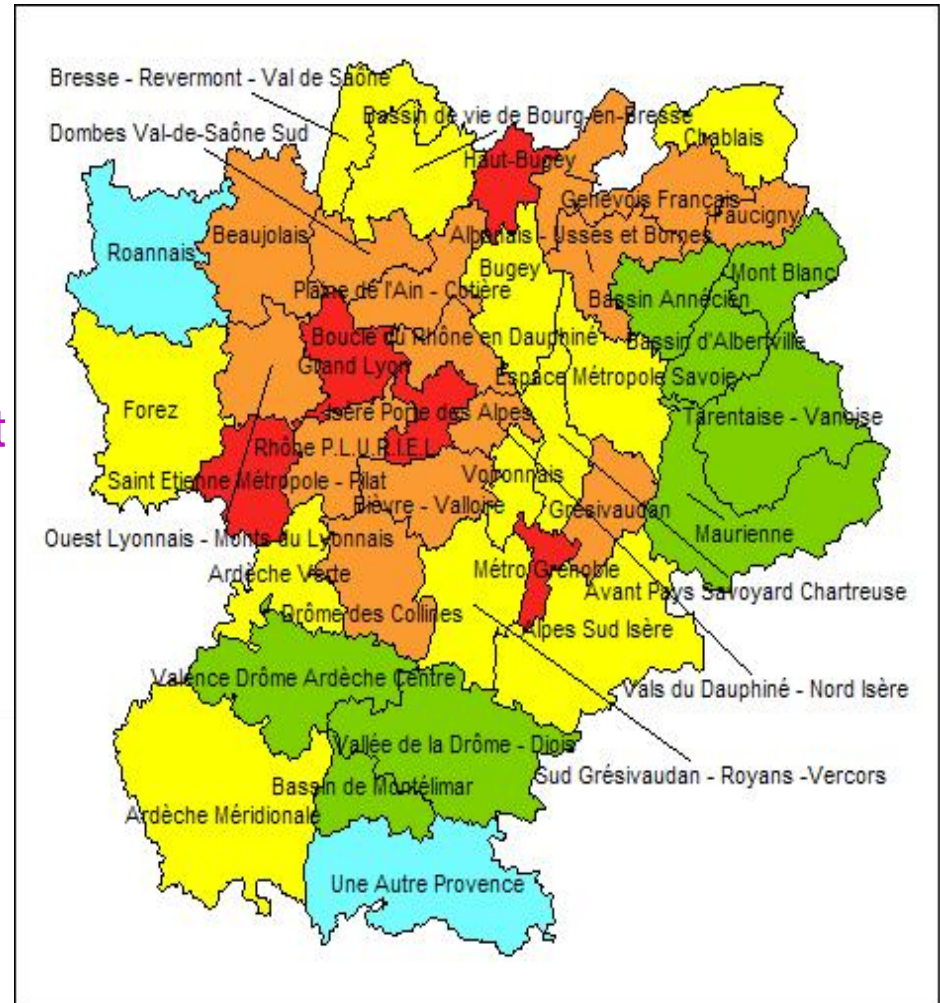 Bresse - Revermont - Val de Saône
Bassin de vie de Bourg-en-Bresse
Dombes Val-de-Saône Sud
Chablais
Haut-Bugey
Genevois Français
Faucigny
Beaujolais
Albanais - Usses et Bornes
Roannais
Bugey
Mont Blanc
Plaine de l'Ain - Cotière
Bassin Annécien
Boucle du Rhône en Dauphiné
Bassin d'Albertville
Grand Lyon
Espace Métropole Savoie
Forez
Isère Porte des Alpes
Tarentaise - Vanoise
t
Rhône P.L.U.R.I.E.L
Voironnais
Saint Etienne Métropole - Pilat
Bièvre - Valloire
Grésivaudan
Maurienne
Ouest Lyonnais - Monts du Lyonnais
Ardèche Verte
Métro Grenoble
Avant Pays Savoyard Chartreuse
Drôme des Collines
Alpes Sud Isère
Valence Drôme Ardèche Centre
Vals du Dauphiné - Nord Isère
Vallée de la Drôme - Diois
Sud Grésivaudan - Royans -Vercors
Bassin de Montélimar
Ardèche Méridionale
Une Autre Provence